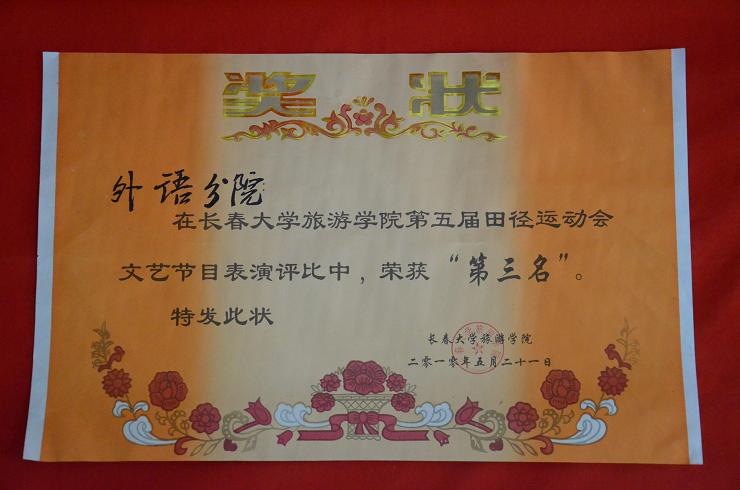 奖状
外语分院
在长春大学旅游学院第五届田径运动会
文艺节目表演评比中，荣获“第三名”。
特发此状
长春大学旅游学院
二零一零年五月二十一日